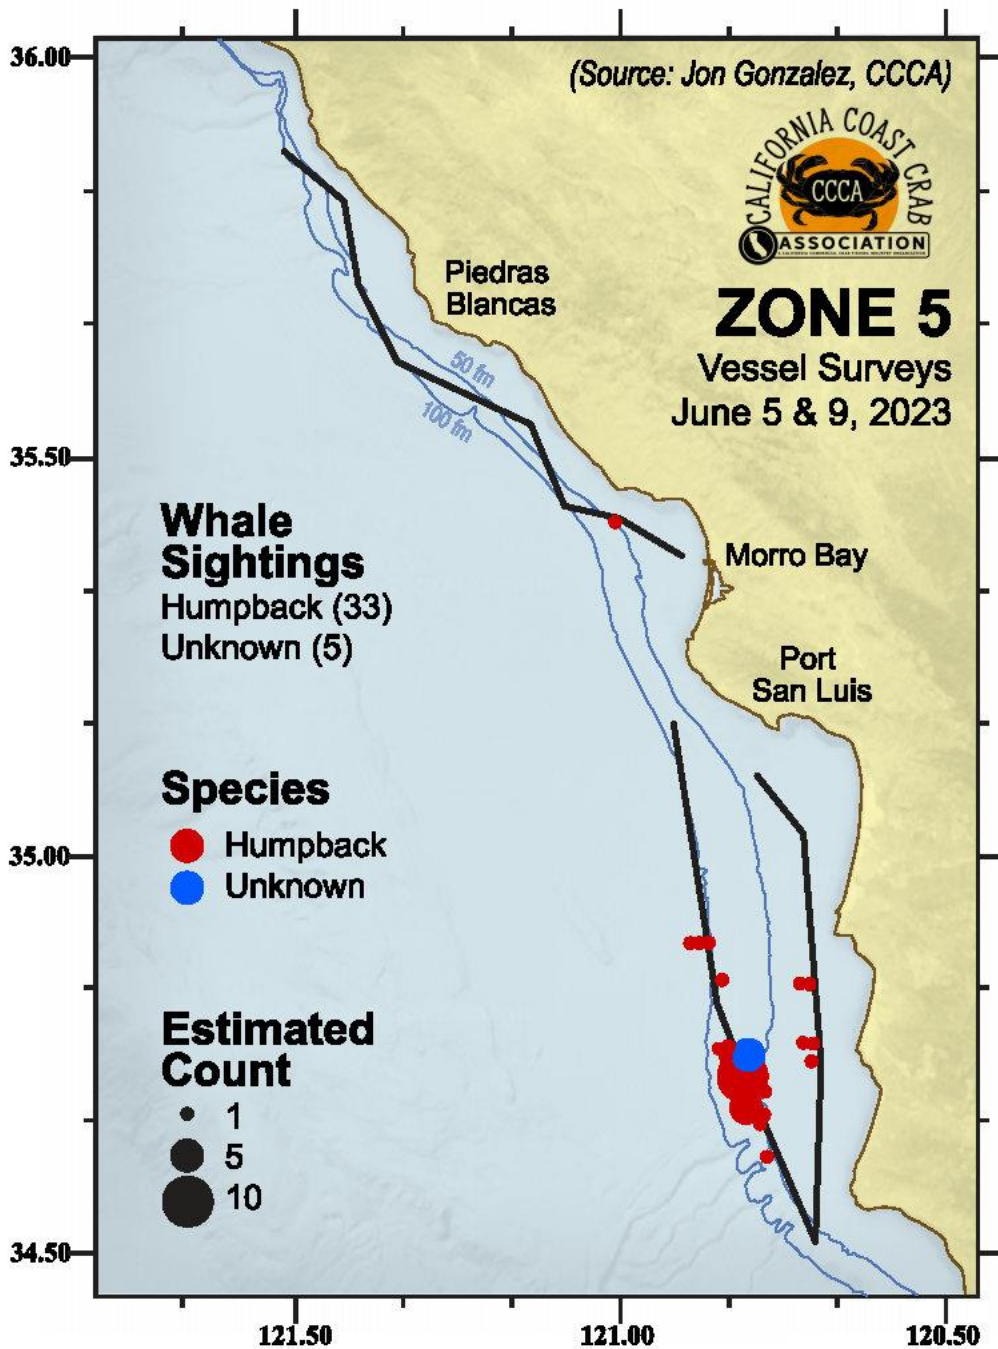 36.00
(Source: Jon Gonzalez, CCCA)
CALIFORNIA COAST CRAB
CCCA
ASSOCIATION
Piedras
Blancas
ZONE 5
Vessel Surveys
June 5 & 9, 2023
50 fm
100 fm
35.50
Whale
Sightings
Humpback (33)
Unknown (5)
Morro Bay
Port
San Luis
Species
Humpback
Unknown
35.00
Estimated
Count
1
5
10
34.50
121.50
121.00
120.50